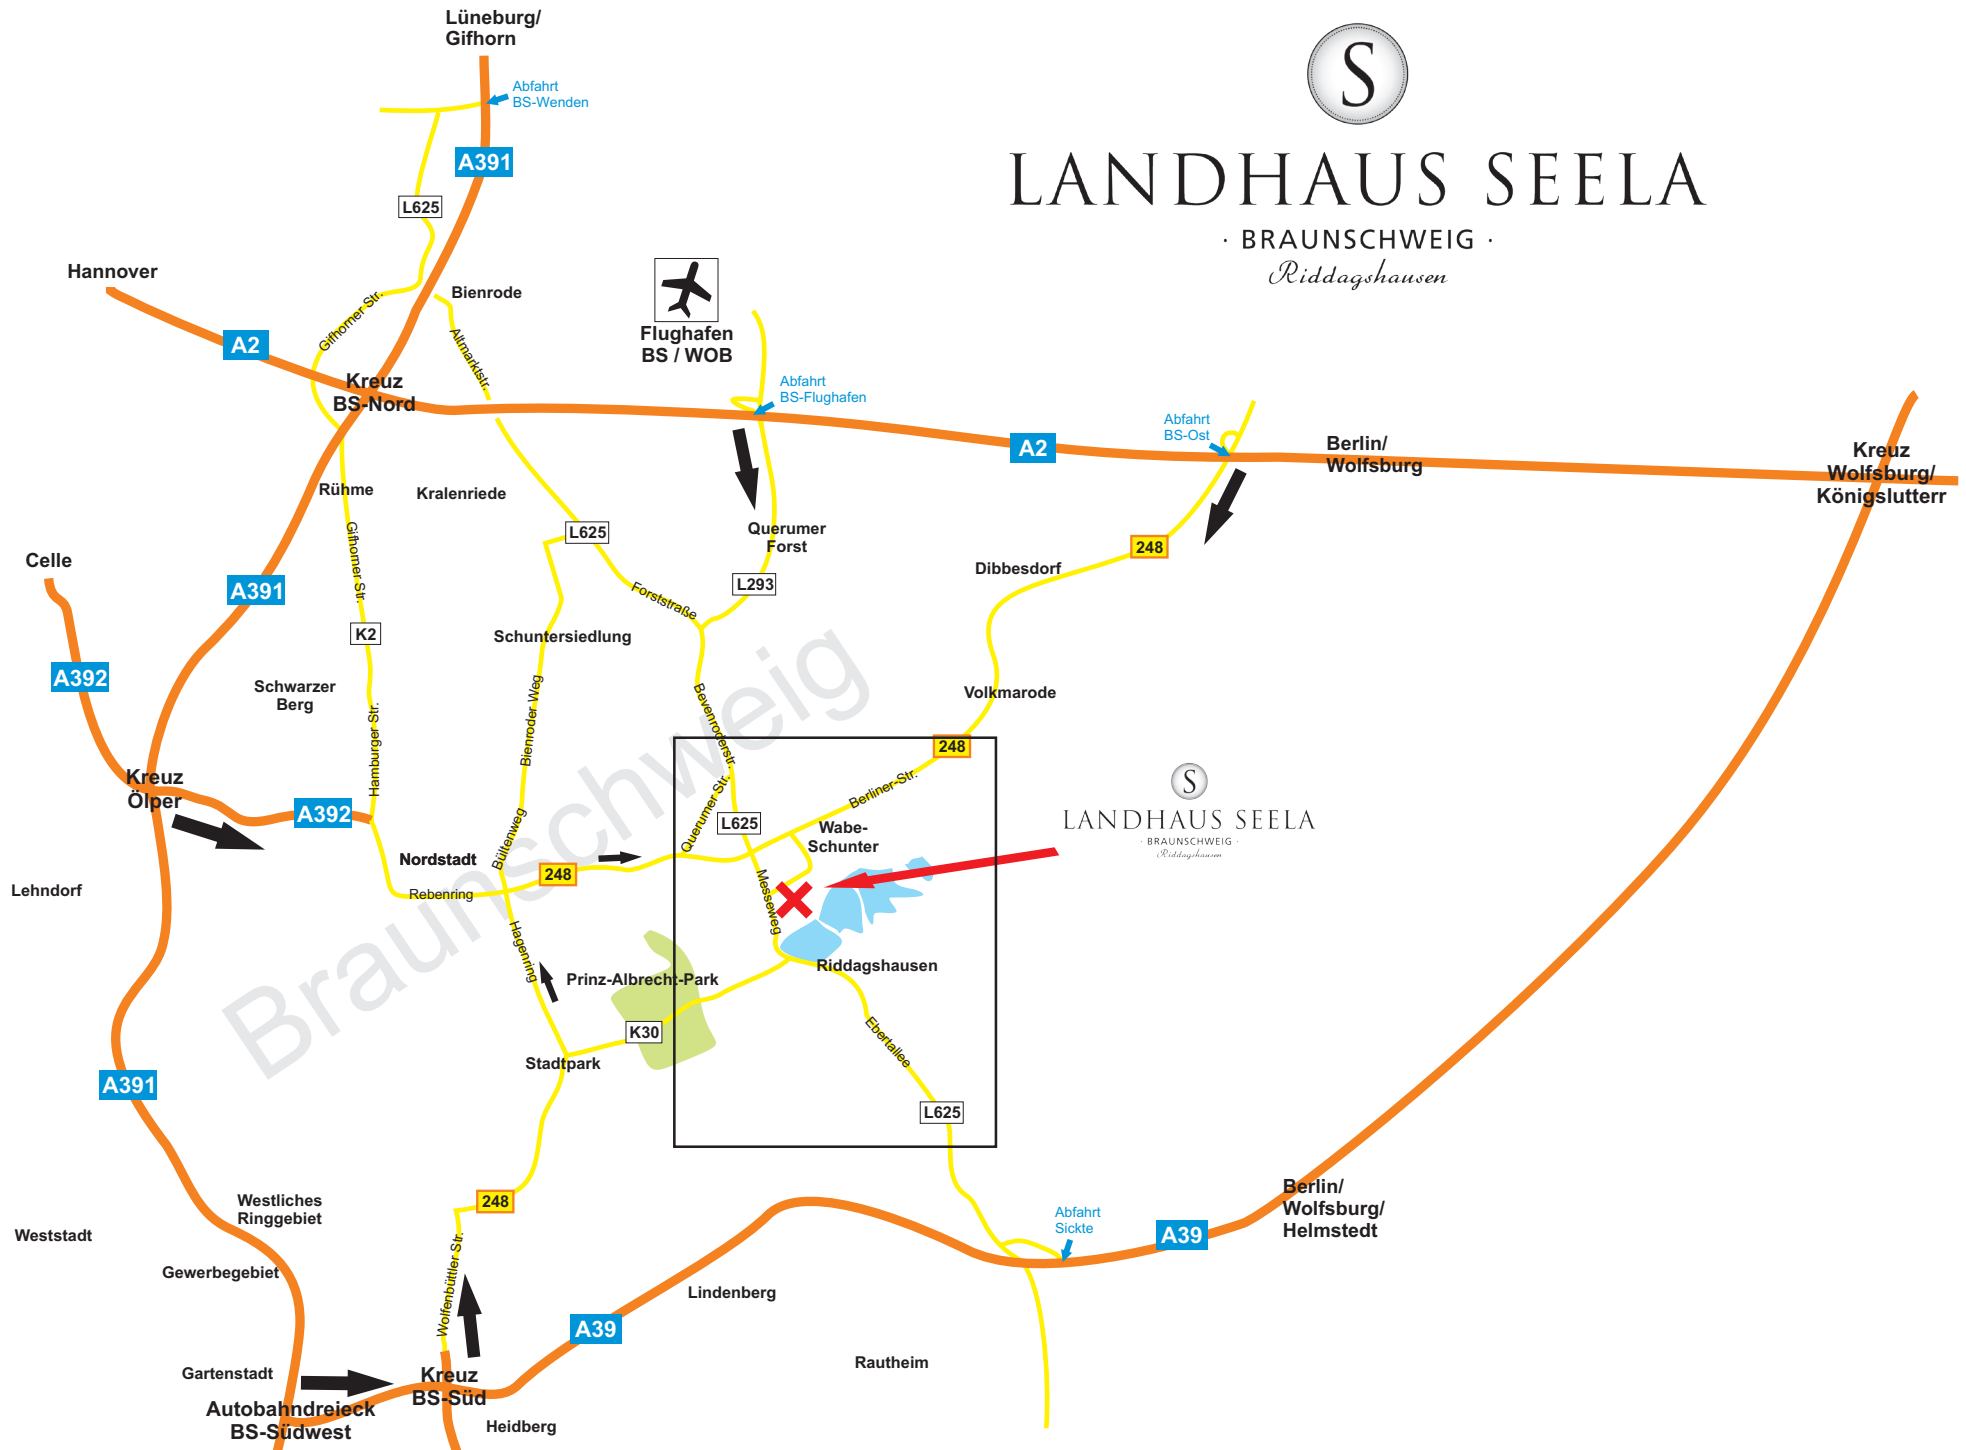 Lüneburg/
Gifhorn
Abfahrt
BS-Wenden
A391
L625
S
LANDHAUS SEELA
· BRAUNSCHWEIG ·
Riddagshausen
Hannover
A2
Gifhorner Str.
Bienrode
Altmarktstr.
Flughafen
BS / WOB
Kreuz
BS-Nord
Abfahrt
BS-Flughafen
Abfahrt
BS-Ost
A2
Berlin/
Wolfsburg
Kreuz
Wolfsburg/
Königslutterr
Rühme
Kralenriede
Gifhorner Str.
L625
Querumer
Forst
248
Celle
Dibbesdorf
A391
L293
Forststraße
K2
Schuntersiedlung
A392
Schwarzer
Berg
Volkmarode
Bevenroderstr.
Bienroder Weg
Hamburger Str.
248
Braunschweig
Kreuz
Ölper
A392
Querumer Str.
Berliner-Str.
S
LANDHAUS SEELA
· BRAUNSCHWEIG ·
Riddagshausen
L625
Wabe-
Schunter
Bültenweg
Nordstadt
248
Lehndorf
Rebenring
Messeweg
Hagenring
Prinz-Albrecht-Park
Riddagshausen
K30
Ebertallee
Stadtpark
A391
L625
Westliches
Ringgebiet
248
Berlin/
Wolfsburg/
Helmstedt
Weststadt
Abfahrt
Sickte
A39
Gewerbegebiet
Wolfenbüttler Str.
Lindenberg
A39
Gartenstadt
Rautheim
Kreuz
BS-Süd
Autobahndreieck
BS-Südwest
Heidberg